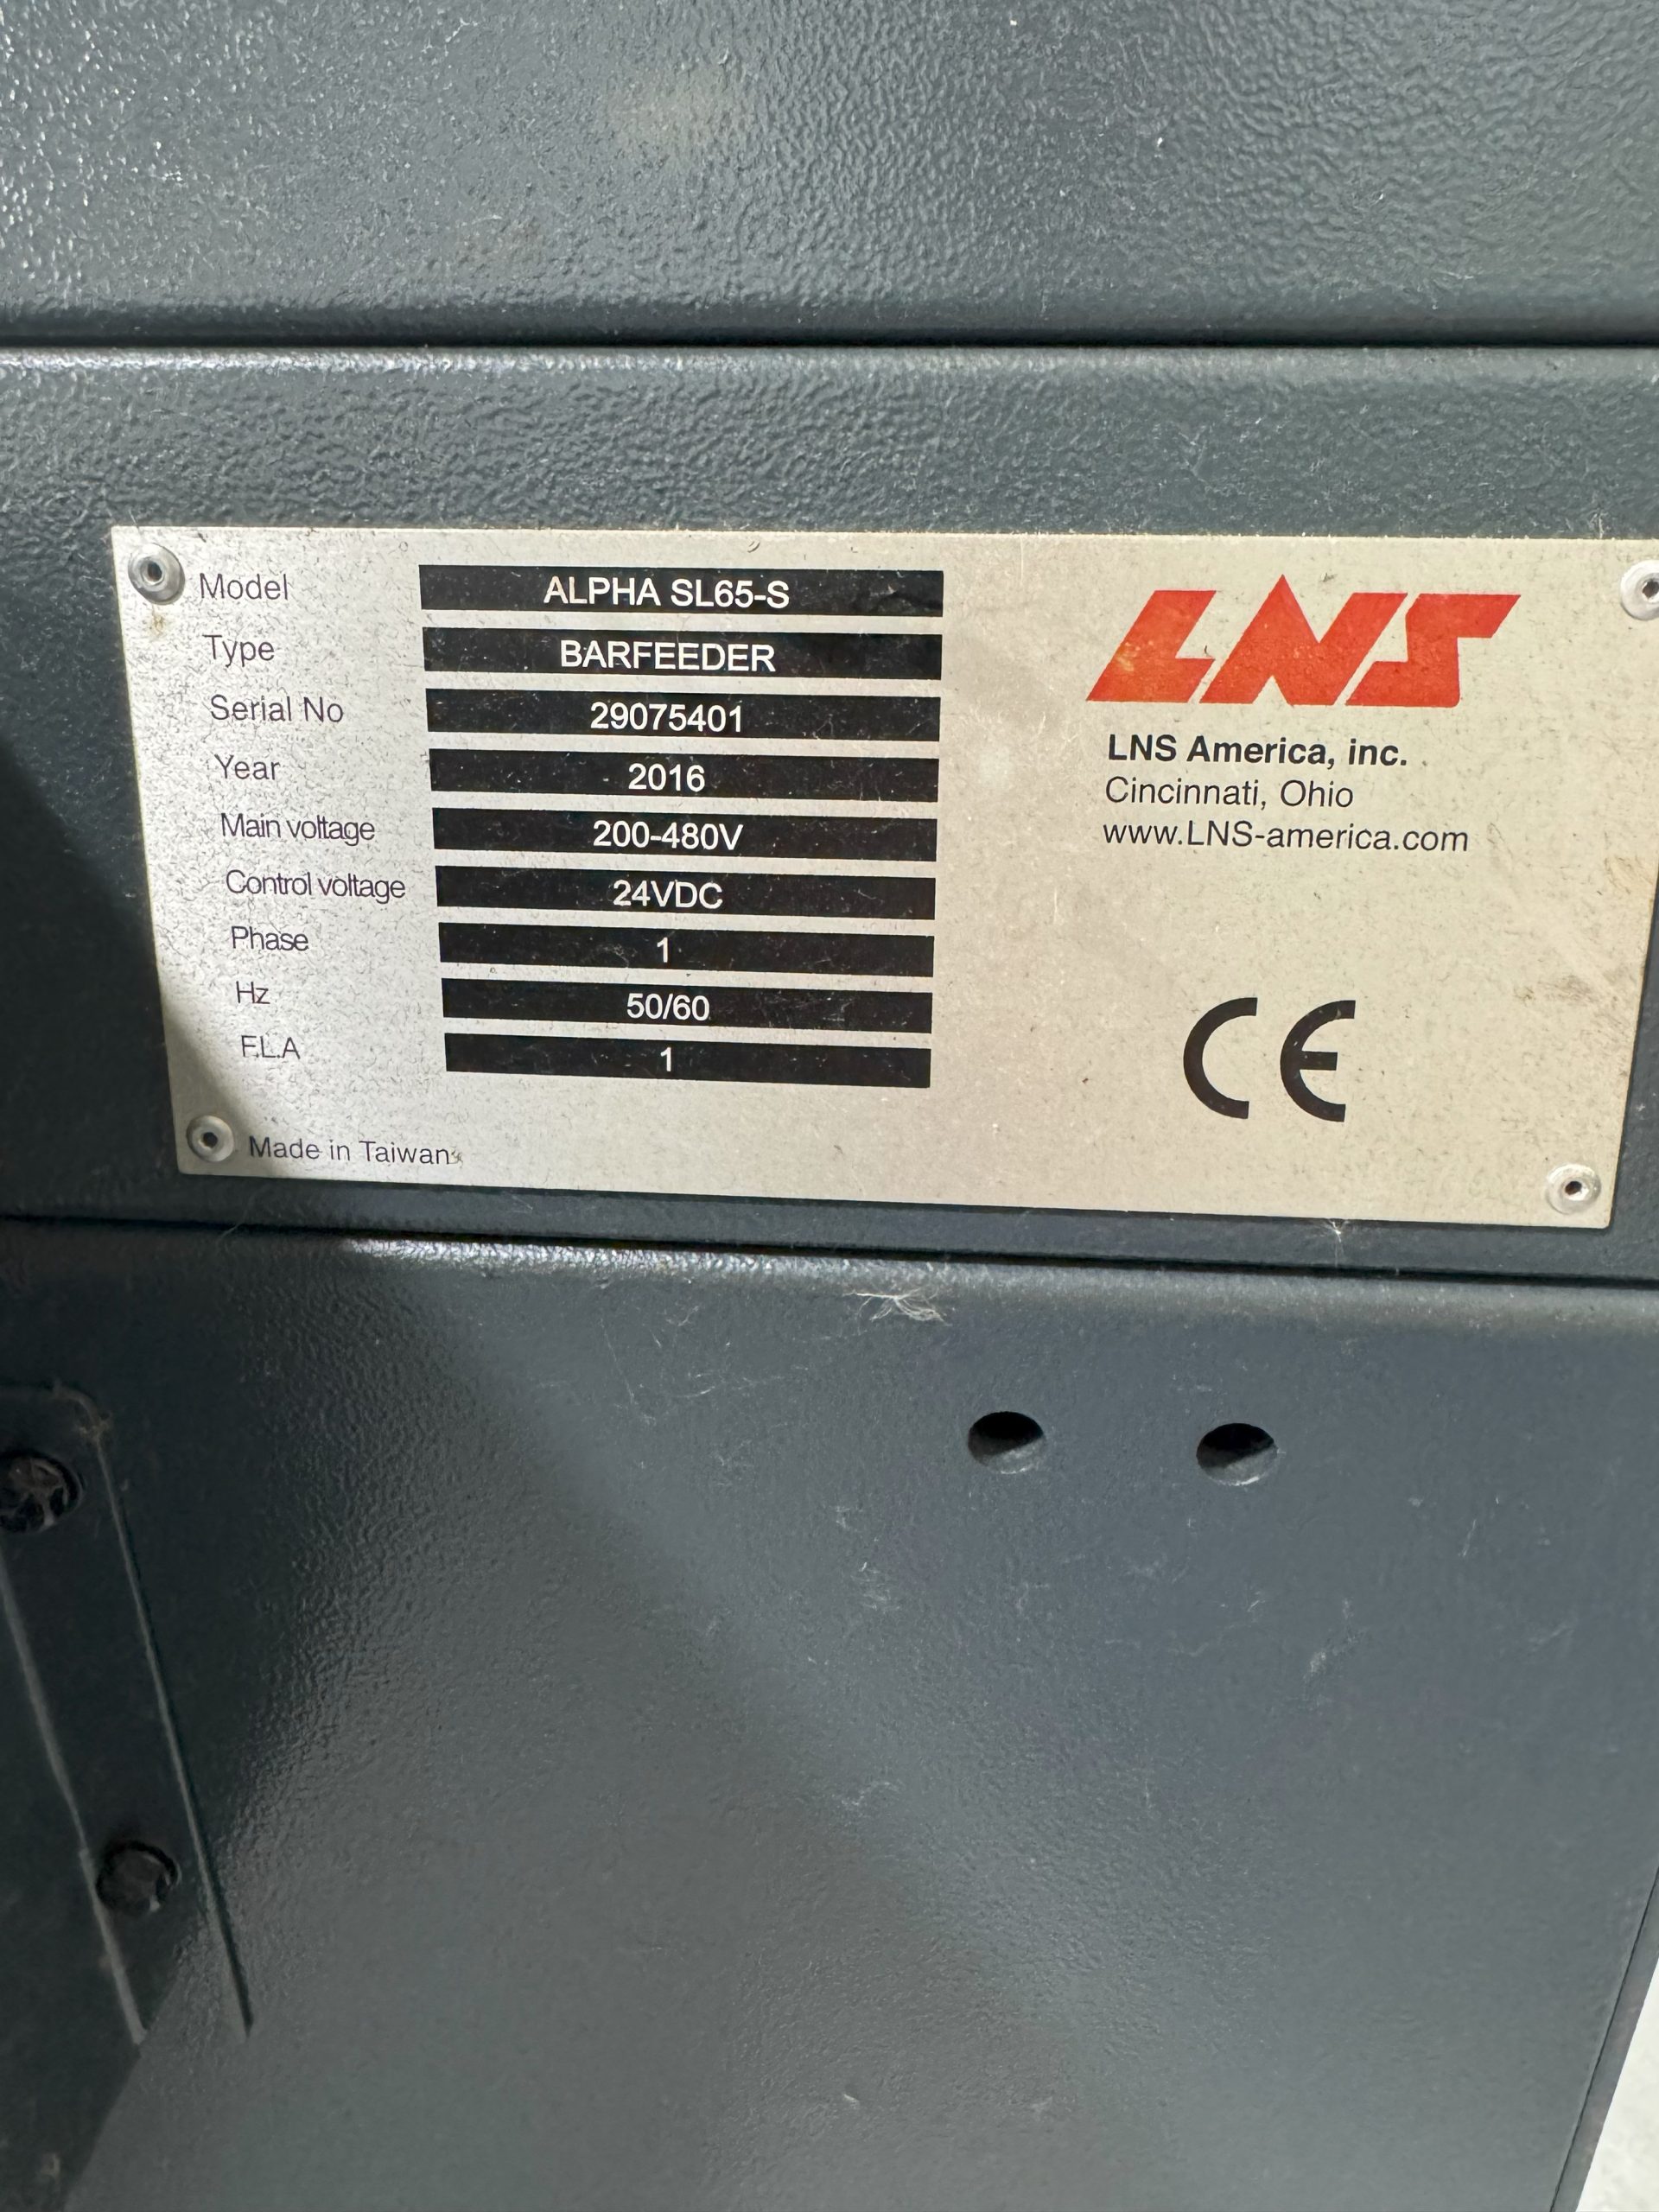 Model ALPHA SL65-S
Type BARFEEDER
Serial No 29075401
Year 2016
Main voltage 200-480V
Control voltage 24VDC
Phase 1
Hz 50/60
F.L.A 1
Made in Taiwan
LNS
LNS America, inc.
Cincinnati, Ohio
www.LNS-america.com
CE